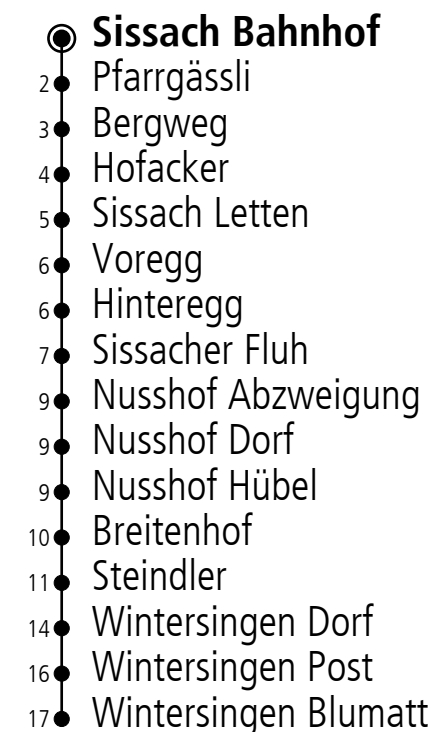 Sissach Bahnhof
2 Pfarrgässli
3 Bergweg
4 Hofacker
5 Sissach Letten
6 Voregg
6 Hinteregg
7 Sissacher Fluh
9 Nusshof Abzweigung
9 Nusshof Dorf
9 Nusshof Hübel
10 Breitenhof
11 Steindler
14 Wintersingen Dorf
16 Wintersingen Post
17 Wintersingen Blumatt